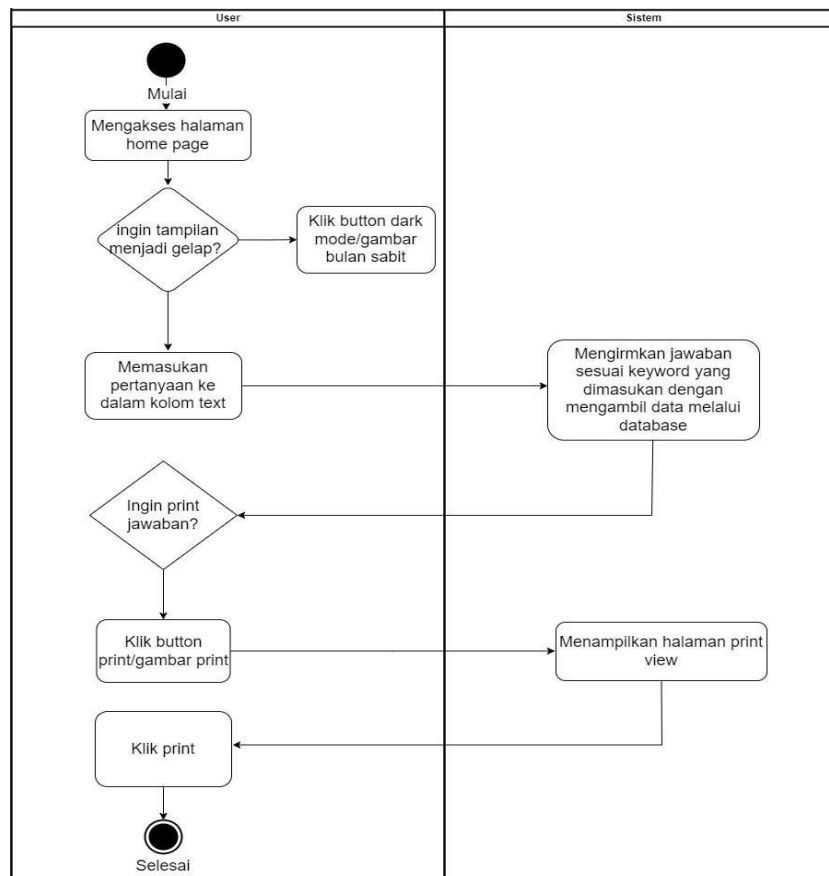 User
Sistem
Mulai
Mengakses halaman
home page
ingin tampilan
menjadi gelap?
Klik button dark
mode/gambar
bulan sabit
Memasukan
pertanyaan ke
dalam kolom text
Mengirmkan jawaban
sesuai keyword yang
dimasukan dengan
mengambil data melalui
database
Ingin print
jawaban?
Klik button
print/gambar print
Menampilkan halaman print
view
Klik print
Selesai